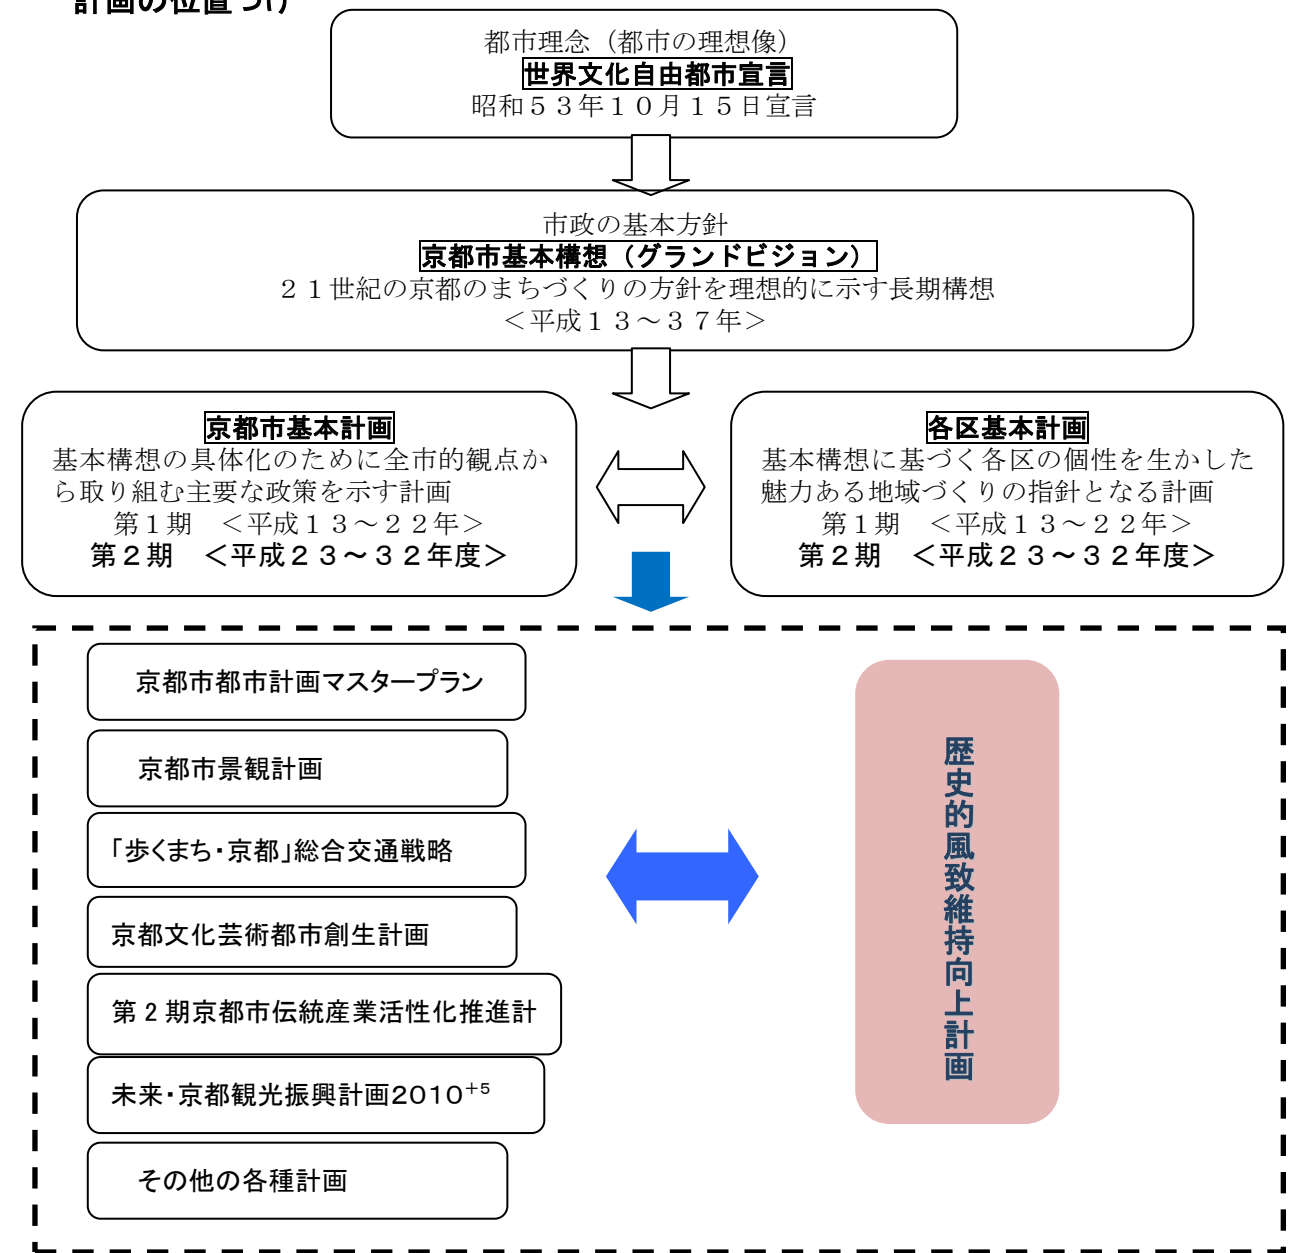 計画の位置づけ
都市理念（都市の理想像）
世界文化自由都市宣言
昭和５３年１０月１５日宣言
市政の基本方針
京都市基本構想（グランドビジョン）
２１世紀の京都のまちづくりの方針を理想的に示す長期構想
＜平成１３～３７年＞
京都市基本計画
基本構想の具体化のために全市的観点か
ら取り組む主要な政策を示す計画
第１期　＜平成１３～２２年＞
第２期　＜平成２３～３２年度＞
各区基本計画
基本構想に基づく各区の個性を生かした
魅力ある地域づくりの指針となる計画
第１期　＜平成１３～２２年＞
第２期　＜平成２３～３２年度＞
京都市都市計画マスタープラン
京都市景観計画
「歩くまち・京都」総合交通戦略
京都文化芸術都市創生計画
第 2 期京都市伝統産業活性化推進計
未来・京都観光振興計画２０１０⁺⁵
その他の各種計画
歴史的風致維持向上計画